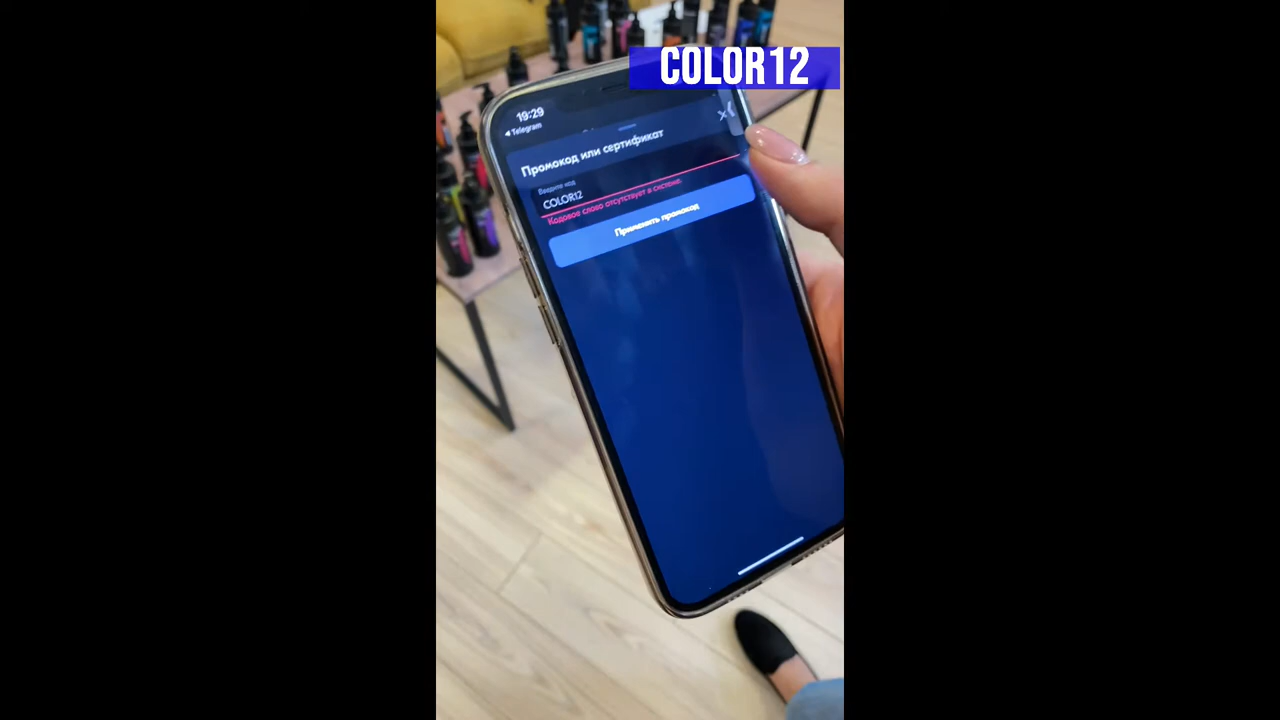 COLOR12
19:29
◀ Telegram
Промокод или сертификат
Введите код
COLOR12
Кодовое слово отсутствует в системе.
Применить промокод